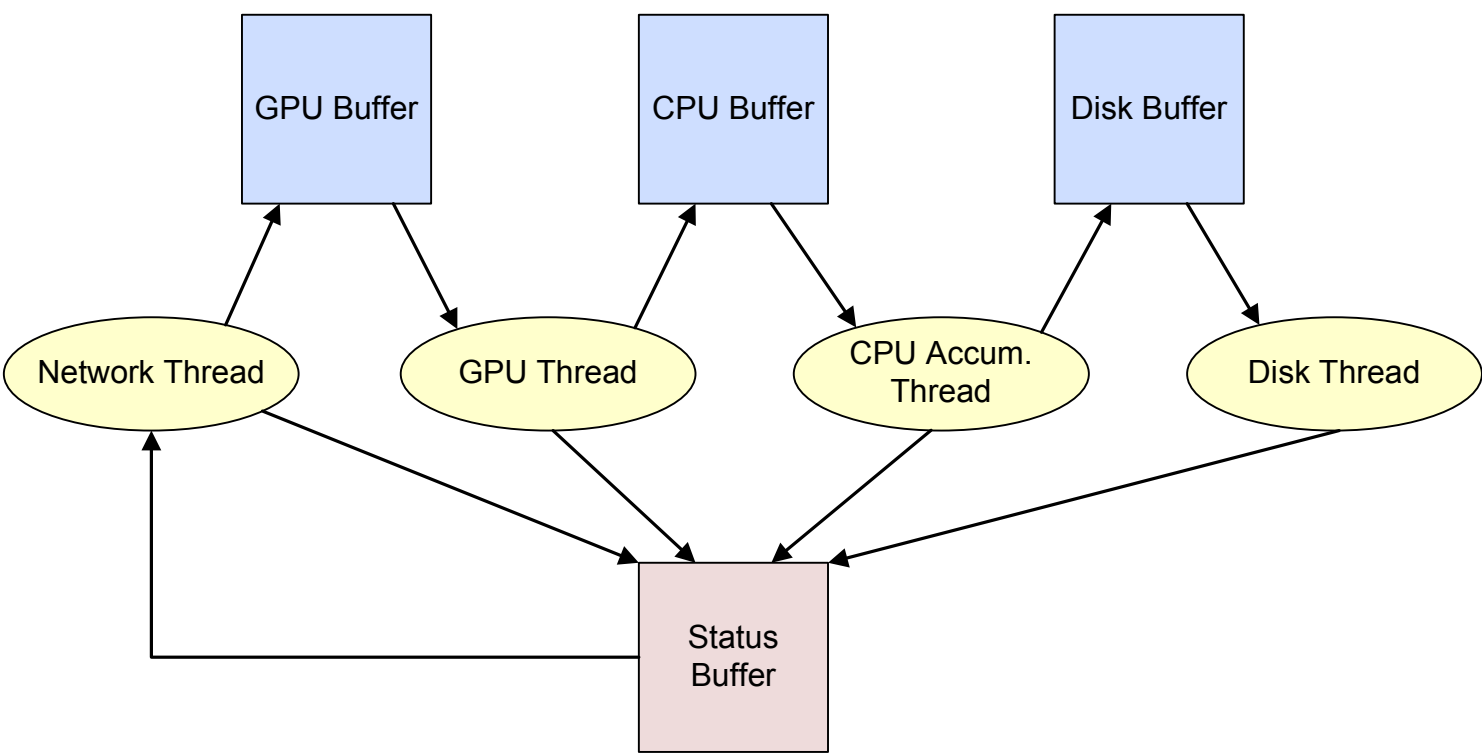 GPU Buffer
CPU Buffer
Disk Buffer
Network Thread
GPU Thread
CPU Accum.
Thread
Disk Thread
Status
Buffer